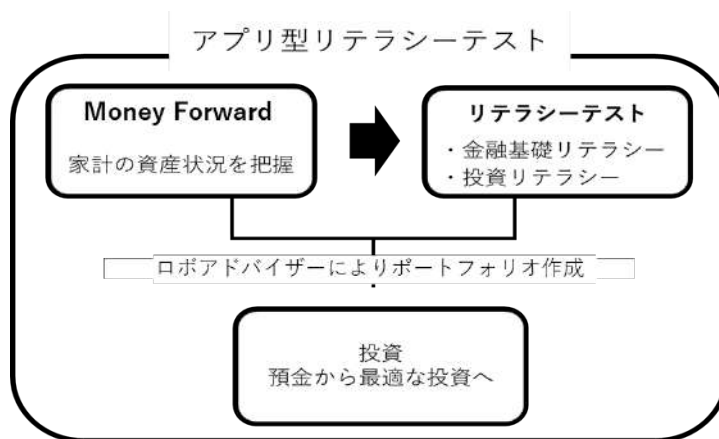 アプリ型リテラシーテスト
Money Forward
家計の資産状況を把握
リテラシーテスト
・金融基礎リテラシー
・投資リテラシー
ロボアドバイザーによりポートフォリオ作成
投資
預金から最適な投資へ